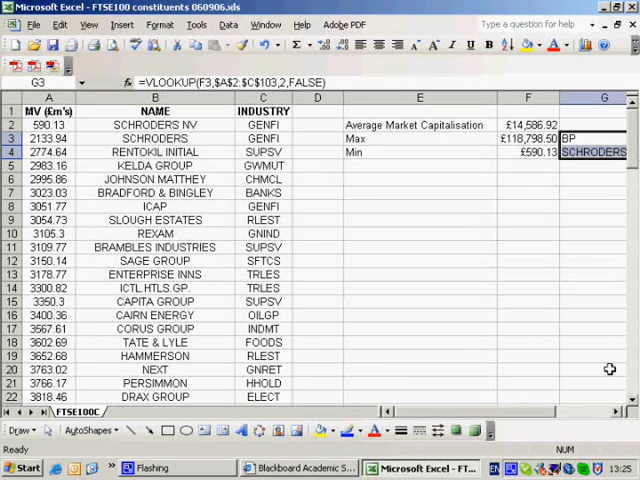 Microsoft Excel - FTSE100 constituents 060906.xls
File Edit View Insert Format Tools Data Window Help Adobe PDF Type a question for help
A A B I U
G3 fx =VLOOKUP(F3,$A$2:$C$103,2,FALSE)
A B C D E F G
1 MV (£m's) NAME INDUSTRY
2 590.13 SCHRODERS NV GENFI Average Market Capitalisation £14,586.92
3 2133.94 SCHRODERS GENFI Max £118,798.50 BP
4 2774.64 RENTOKIL INITIAL SUPSV Min £590.13 SCHRODERS
5 2983.16 KELDA GROUP GWMUT
6 2995.86 JOHNSON MATTHEY CHMCL
7 3023.03 BRADFORD & BINGLEY BANKS
8 3051.73 ICAP GENFI
9 3054.73 SLOUGH ESTATES RLEST
10 3105.3 REXAM GNIND
11 3109.77 BRAMBLES INDUSTRIES SUPSV
12 3150.14 SAGE GROUP SFTCS
13 3178.77 ENTERPRISE INNS TRLES
14 3300.82 ICTL.HTLS.GP. TRLES
15 3350.3 CAPITA GROUP SUPSV
16 3400.36 CAIRN ENERGY OILGP
17 3567.61 CORUS GROUP INDMT
18 3602.69 TATE & LYLE FOODS
19 3652.68 HAMMERSON RLEST
20 3763.02 NEXT GNRET
21 3766.17 PERSIMMON HHOLD
22 3818.46 DRAX GROUP ELECT
FTSE100C
Draw AutoShapes
Ready NUM
Start Flashing Blackboard Academic S... Microsoft Excel - FT... EN 13:25